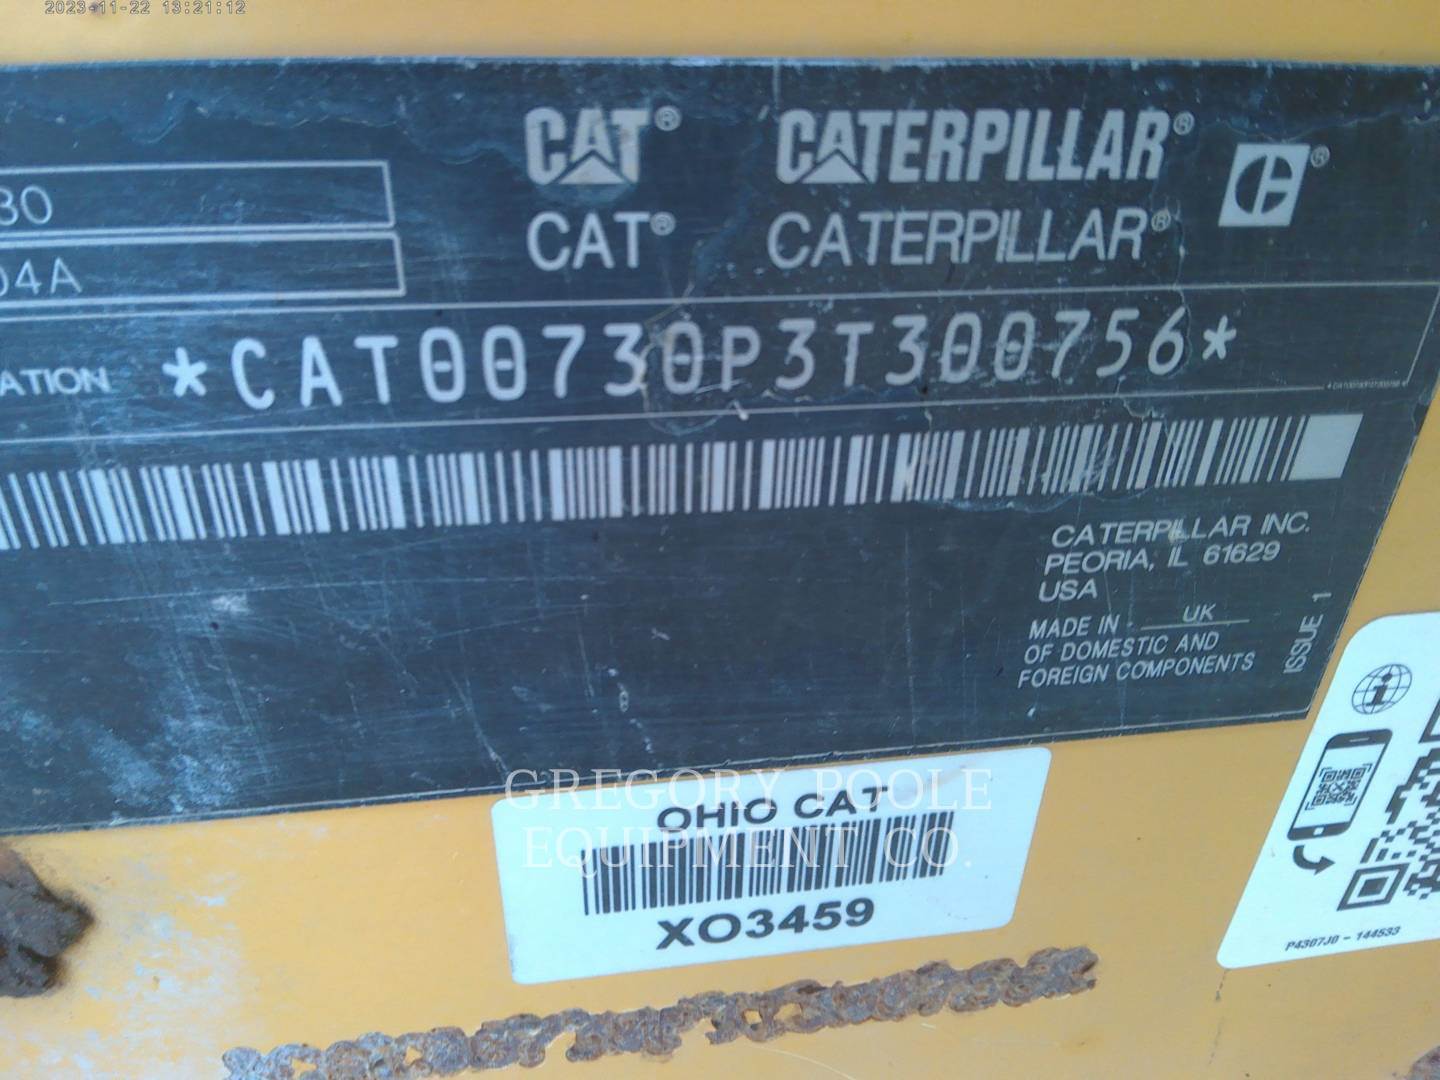 2023-11-22 13:21:12
CAT® CATERPILLAR®
CAT® CATERPILLAR®
30
04A
ATION *CAT00730P3T300756*
CATERPILLAR INC.
PEORIA, IL 61629
USA
MADE IN UK
OF DOMESTIC AND
FOREIGN COMPONENTS
ISSUE 1
GREGORY POOLE
EQUIPMENT CO.
OHIO CAT
XO3459
P4307J0 - 144533